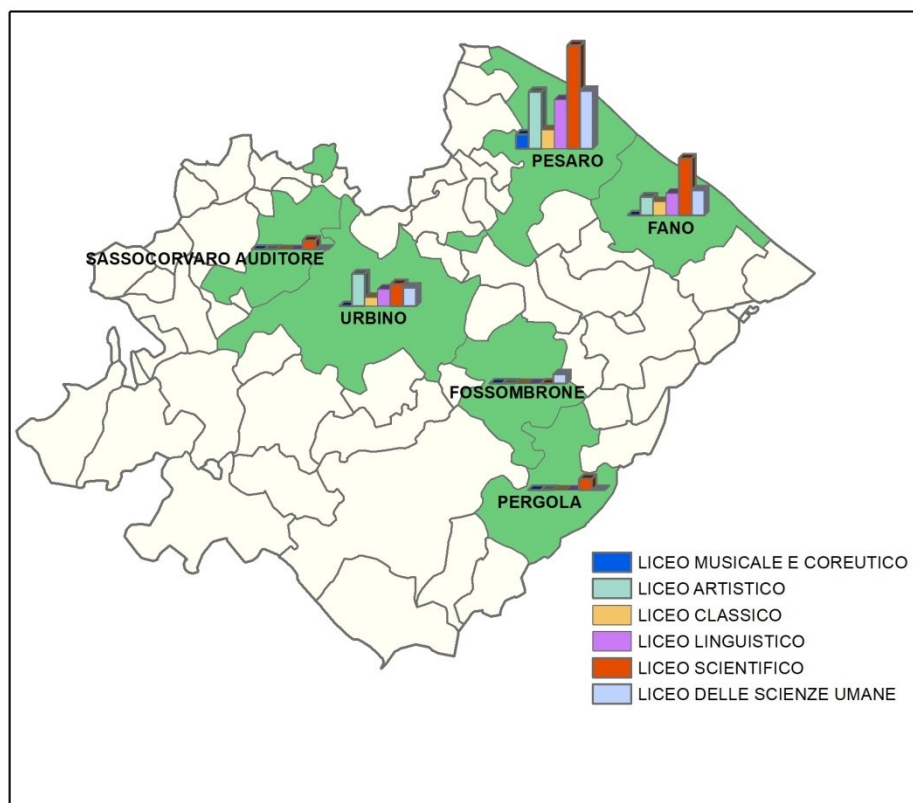 PESARO
FANO
SASSOCORVARO AUDITORE
URBINO
FOSSOMBRONE
PERGOLA
LICEO MUSICALE E COREUTICO
LICEO ARTISTICO
LICEO CLASSICO
LICEO LINGUISTICO
LICEO SCIENTIFICO
LICEO DELLE SCIENZE UMANE